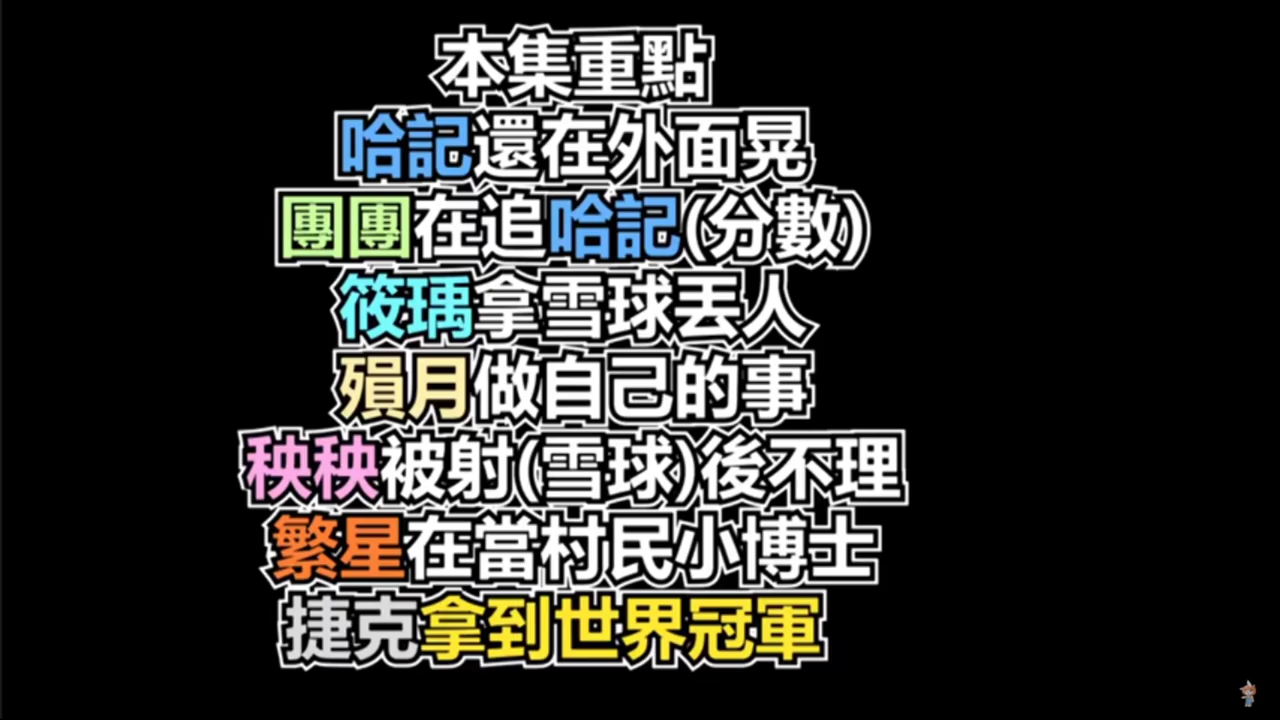 本集重點
哈記還在外面晃
團團在追哈記(分數)
筱瑀拿雪球丟人
殞月做自己的事
秧秧被射(雪球)後不理
繁星在當村民小博士
捷克拿到世界冠軍